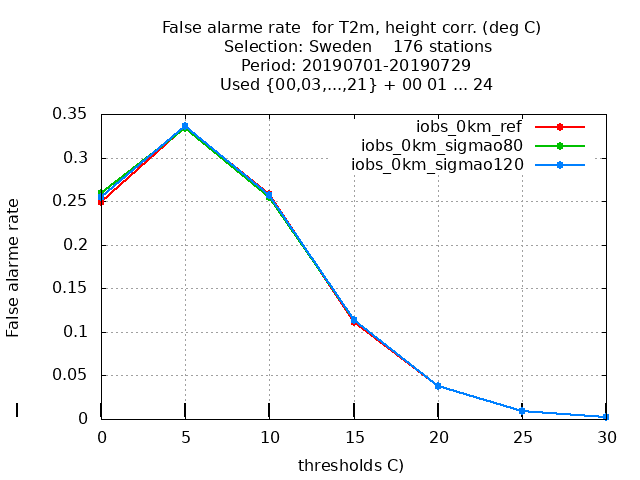 False alarme rate  for T2m, height corr. (deg C)
Selection: Sweden    176 stations
Period: 20190701-20190729
Used {00,03,...,21} + 00 01 ... 24
iobs_0km_ref
iobs_0km_sigmao80
iobs_0km_sigmao120
False alarme rate
0.35
0.3
0.25
0.2
0.15
0.1
0.05
0
0 5 10 15 20 25 30
thresholds C)